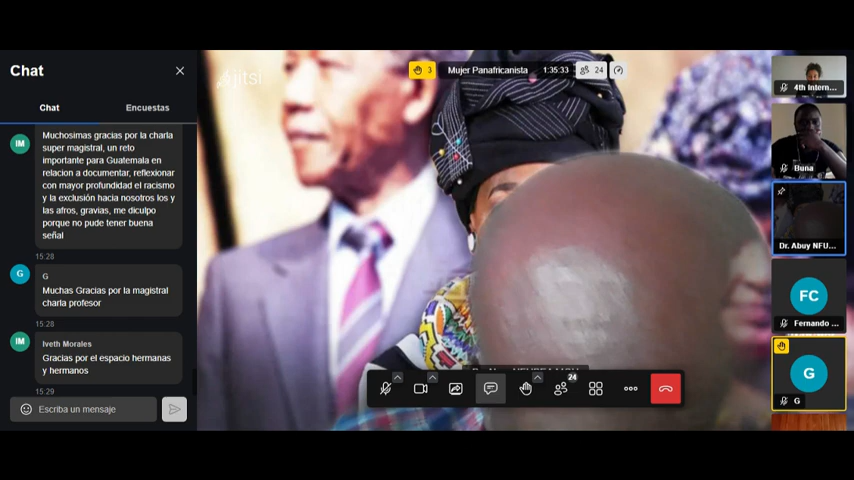 Chat
Chat
Encuestas
IM
Muchosimas gracias por la charla
super magistral, un reto
importante para Guatemala en
relacion a documentar, reflexionar
con mayor profundidad el racismo
y la exclusión hacia nosotros los y
las afros, gravias, me diculpo
porque no pude tener buena
señal
15:28
G
G
Muchas Gracias por la magistral
charla profesor
15:28
IM
Iveth Morales
Gracias por el espacio hermanas
y hermanos
15:29
Escriba un mensaje
jitsi
3
Mujer Panafricanista
1:35:33
24
24
4th Intern...
Buna
Dr. Abuy NFU...
FC
Fernando ...
G
G